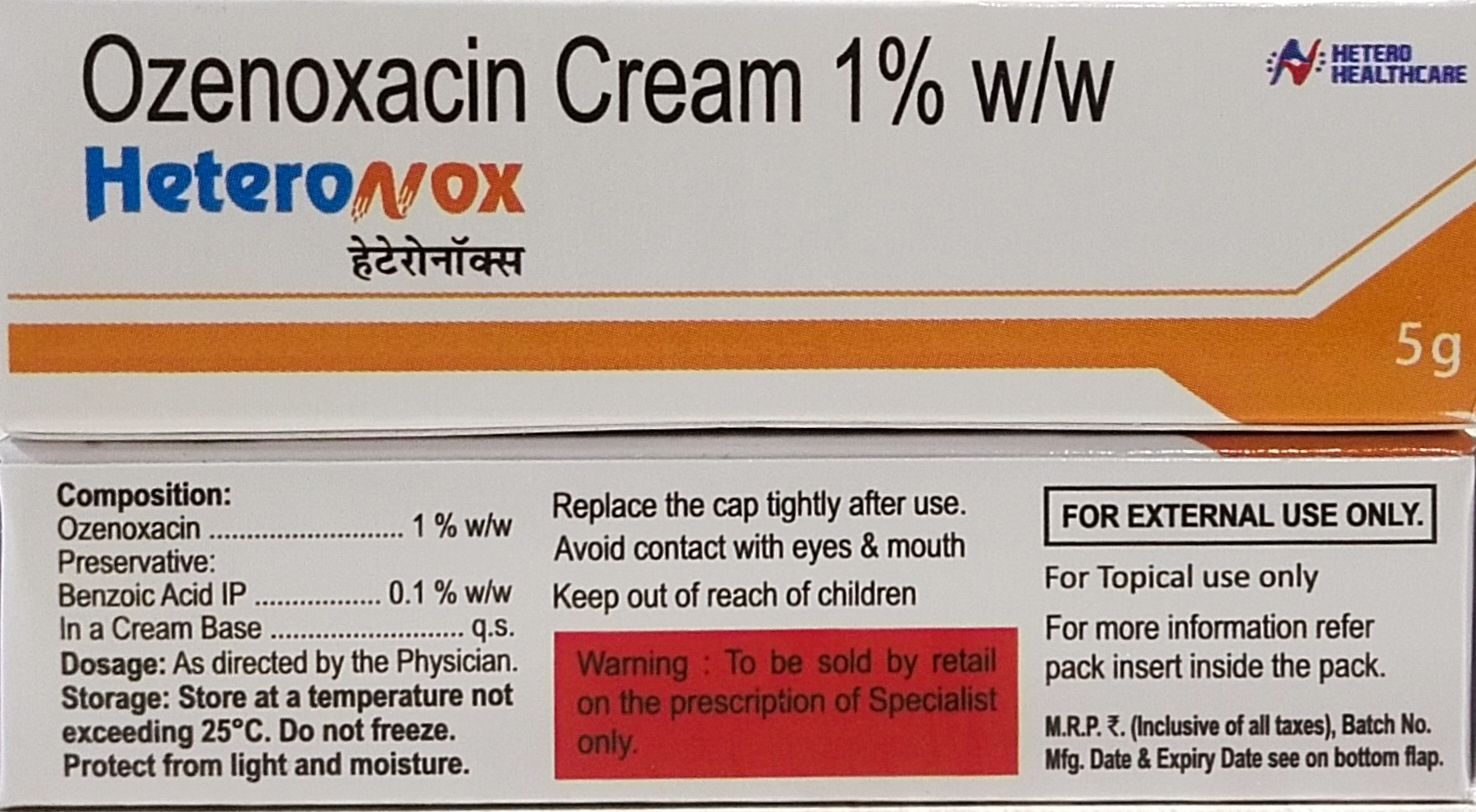 Ozenoxacin Cream 1% w/w
HETERO
HEALTHCARE
Heteronox
हेटेरोनॉक्स
5 g
Composition:
Ozenoxacin .......................... 1 % w/w
Preservative:
Benzoic Acid IP ................. 0.1 % w/w
In a Cream Base .......................... q.s.
Dosage: As directed by the Physician.
Storage: Store at a temperature not
exceeding 25°C. Do not freeze.
Protect from light and moisture.
Replace the cap tightly after use.
Avoid contact with eyes & mouth
Keep out of reach of children
Warning : To be sold by retail
on the prescription of Specialist
only.
FOR EXTERNAL USE ONLY.
For Topical use only
For more information refer
pack insert inside the pack.
M.R.P. ₹. (Inclusive of all taxes), Batch No.
Mfg. Date & Expiry Date see on bottom flap.